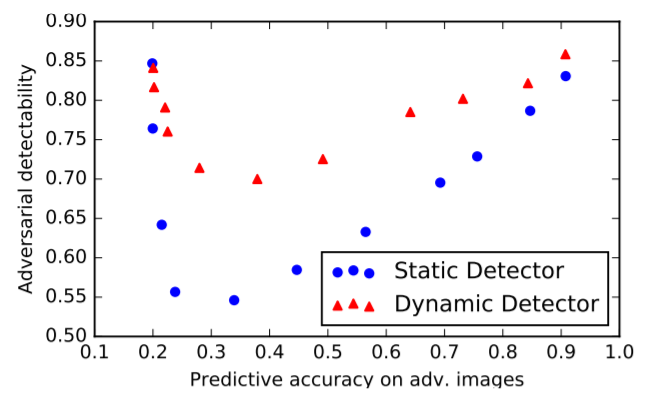 0.90
0.85
0.80
0.75
0.70
0.65
0.60
0.55
0.50
Adversarial detectability
Static Detector
Dynamic Detector
0.1 0.2 0.3 0.4 0.5 0.6 0.7 0.8 0.9 1.0
Predictive accuracy on adv. images